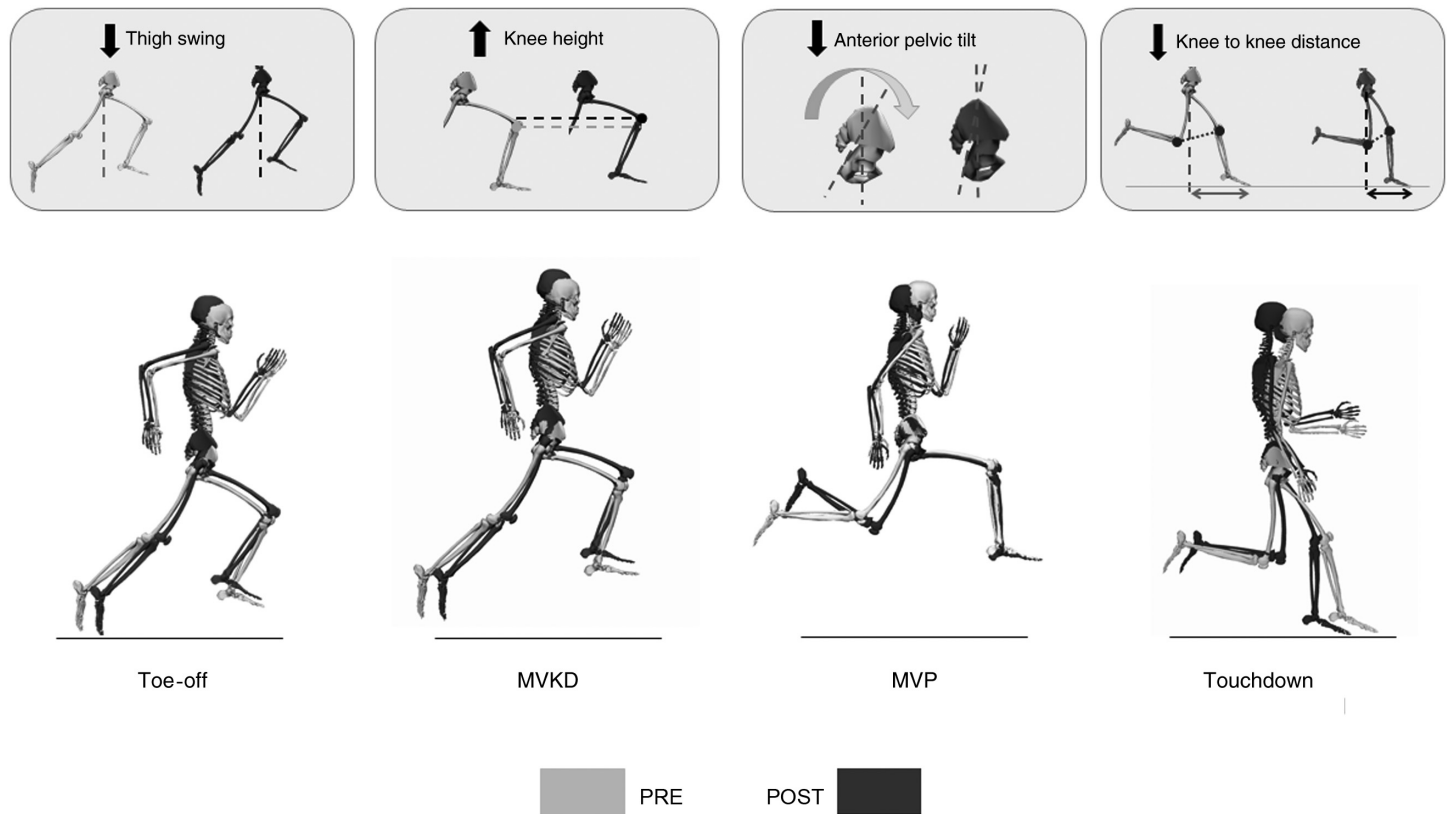 Thigh swing
Knee height
Anterior pelvic tilt
Knee to knee distance
Toe-off
MVKD
MVP
Touchdown
PRE
POST